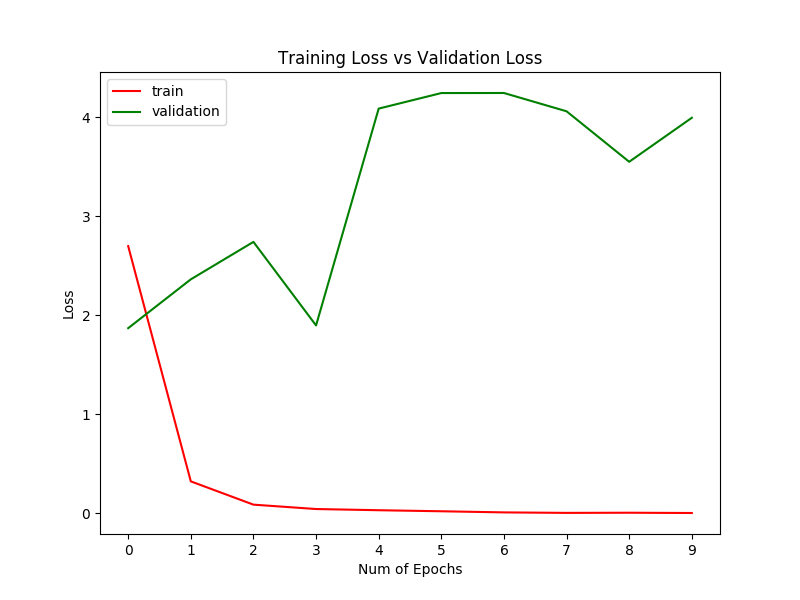 Training Loss vs Validation Loss
train
validation
4
3
2
1
0
Loss
0 1 2 3 4 5 6 7 8 9
Num of Epochs